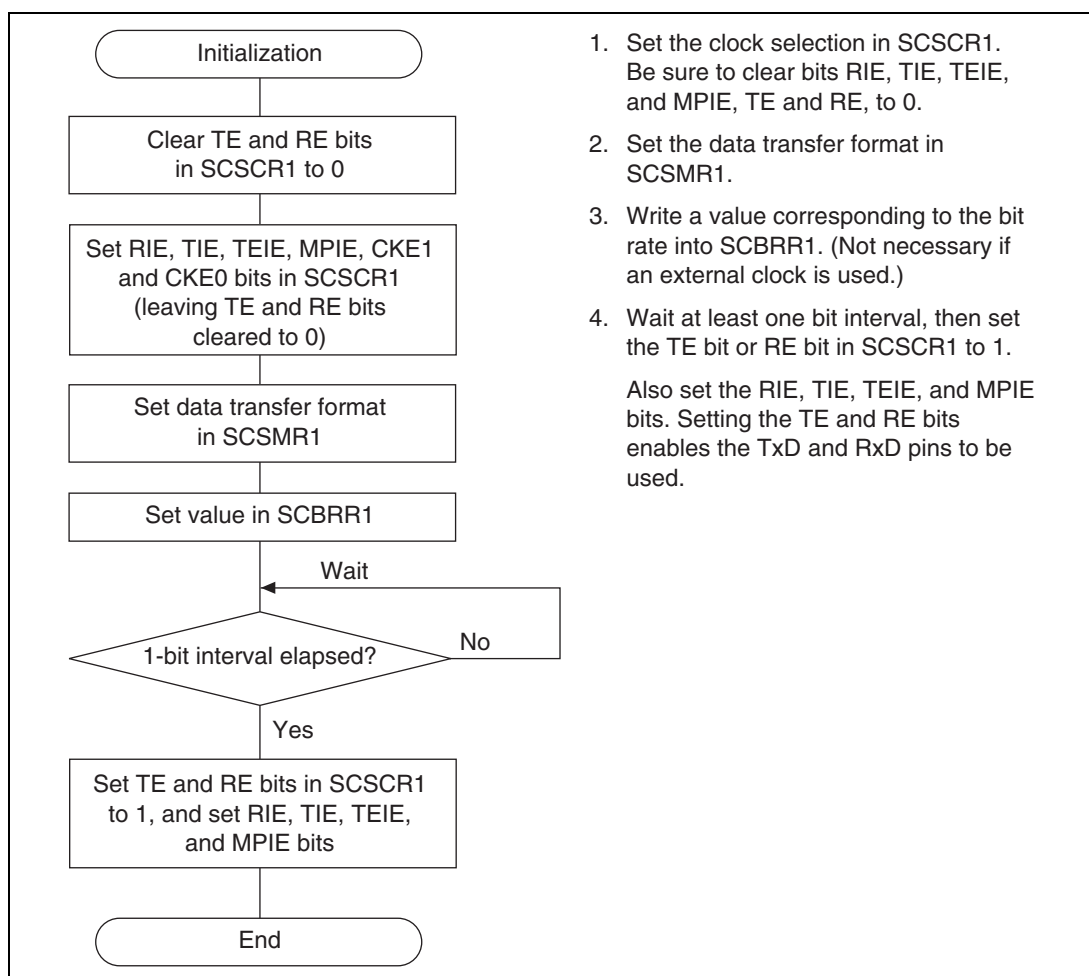 Initialization
Clear TE and RE bits
in SCSCR1 to 0
Set RIE, TIE, TEIE, MPIE, CKE1
and CKE0 bits in SCSCR1
(leaving TE and RE bits
cleared to 0)
Set data transfer format
in SCSMR1
Set value in SCBRR1
Wait
1-bit interval elapsed?
No
Yes
Set TE and RE bits in SCSCR1
to 1, and set RIE, TIE, TEIE,
and MPIE bits
End
1. Set the clock selection in SCSCR1.
Be sure to clear bits RIE, TIE, TEIE,
and MPIE, TE and RE, to 0.
2. Set the data transfer format in
SCSMR1.
3. Write a value corresponding to the bit
rate into SCBRR1. (Not necessary if
an external clock is used.)
4. Wait at least one bit interval, then set
the TE bit or RE bit in SCSCR1 to 1.
Also set the RIE, TIE, TEIE, and MPIE
bits. Setting the TE and RE bits
enables the TxD and RxD pins to be
used.